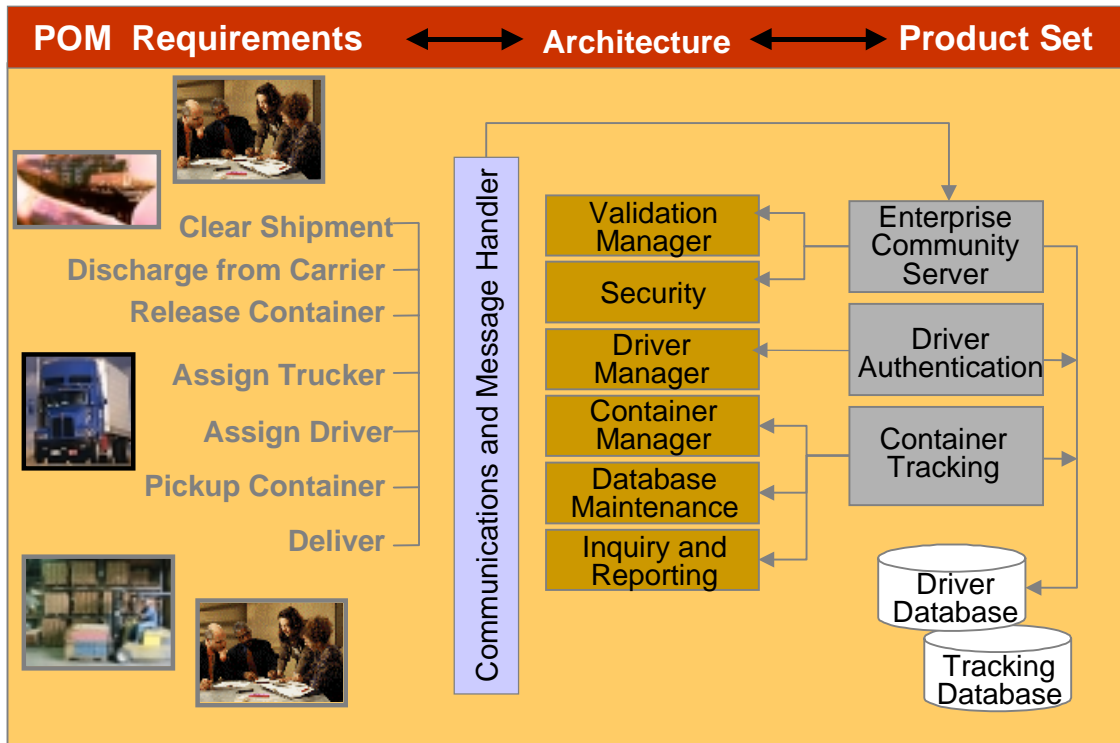 POM Requirements
Architecture
Product Set
Clear Shipment
Discharge from Carrier
Release Container
Assign Trucker
Assign Driver
Pickup Container
Deliver
Communications and Message Handler
Validation
Manager
Security
Driver
Manager
Container
Manager
Database
Maintenance
Inquiry and
Reporting
Enterprise
Community
Server
Driver
Authentication
Container
Tracking
Driver
Database
Tracking
Database